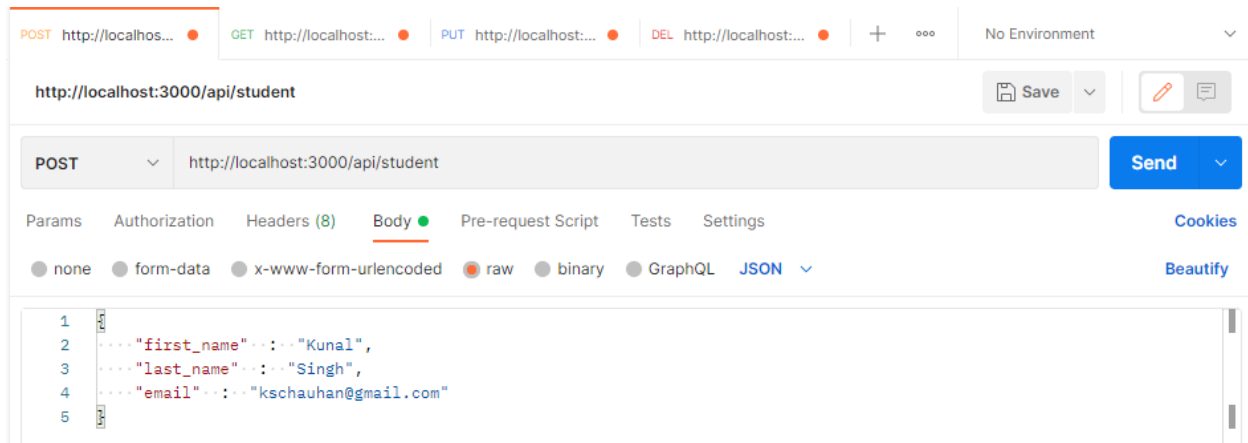 POST http://localhos... GET http://localhost:... PUT http://localhost:... DEL http://localhost:... + ooo No Environment
http://localhost:3000/api/student Save
POST http://localhost:3000/api/student Send
Params Authorization Headers (8) Body Pre-request Script Tests Settings Cookies
none form-data x-www-form-urlencoded raw binary GraphQL JSON Beautify
1 {
2 "first_name" : "Kunal",
3 "last_name" : "Singh",
4 "email" : "kschauhan@gmail.com"
5 }